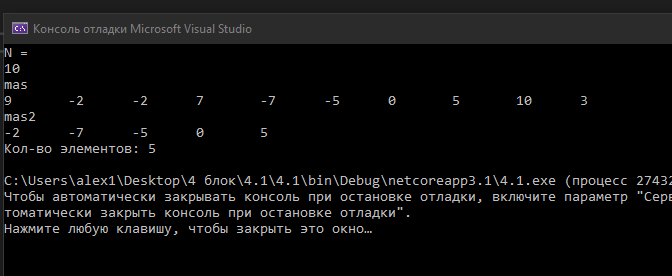 Консоль отладки Microsoft Visual Studio
N =
10
mas
9 -2 -2 7 -7 -5 0 5 10 3
mas2
-2 -7 -5 0 5
Кол-во элементов: 5
C:\Users\alex1\Desktop\4 блок\4.1\4.1\bin\Debug\netcoreapp3.1\4.1.exe (процесс 27432
Чтобы автоматически закрывать консоль при остановке отладки, включите параметр "Серв
томатически закрыть консоль при остановке отладки".
Нажмите любую клавишу, чтобы закрыть это окно…